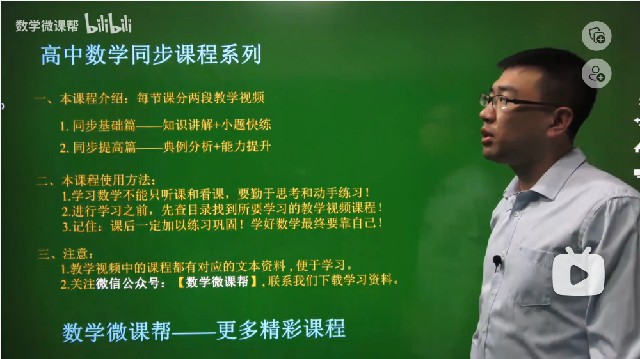 数学微课帮 bilibili
高中数学同步课程系列
一、本课程介绍：每节课分两段教学视频
1. 同步基础篇——知识讲解+小题快练
2. 同步提高篇——典例分析+能力提升
二、本课程使用方法：
1.学习数学不能只听课和看课，要勤于思考和动手练习！
2.进行学习之前，先查目录找到所要学习的教学视频课程！
3.记住：课后一定加以练习巩固！学好数学最终要靠自己！
三、注意：
1.教学视频中的课程都有对应的文本资料，便于学习。
2.关注微信公众号：【数学微课帮】,联系我们下载学习资料。
数学微课帮——更多精彩课程